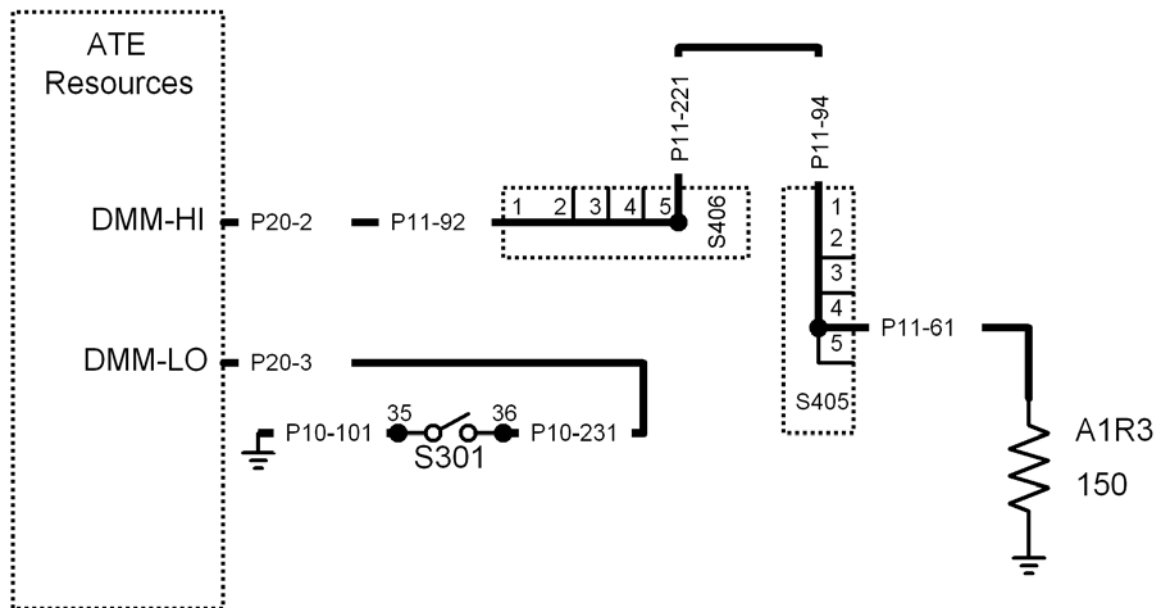 ATE
Resources
DMM-HI
P20-2
P11-92
1 2 3 4 5
S406
P11-221
P11-94
1
2
3
4
5
S405
P11-61
DMM-LO
P20-3
P10-101
35
36
P10-231
S301
A1R3
150